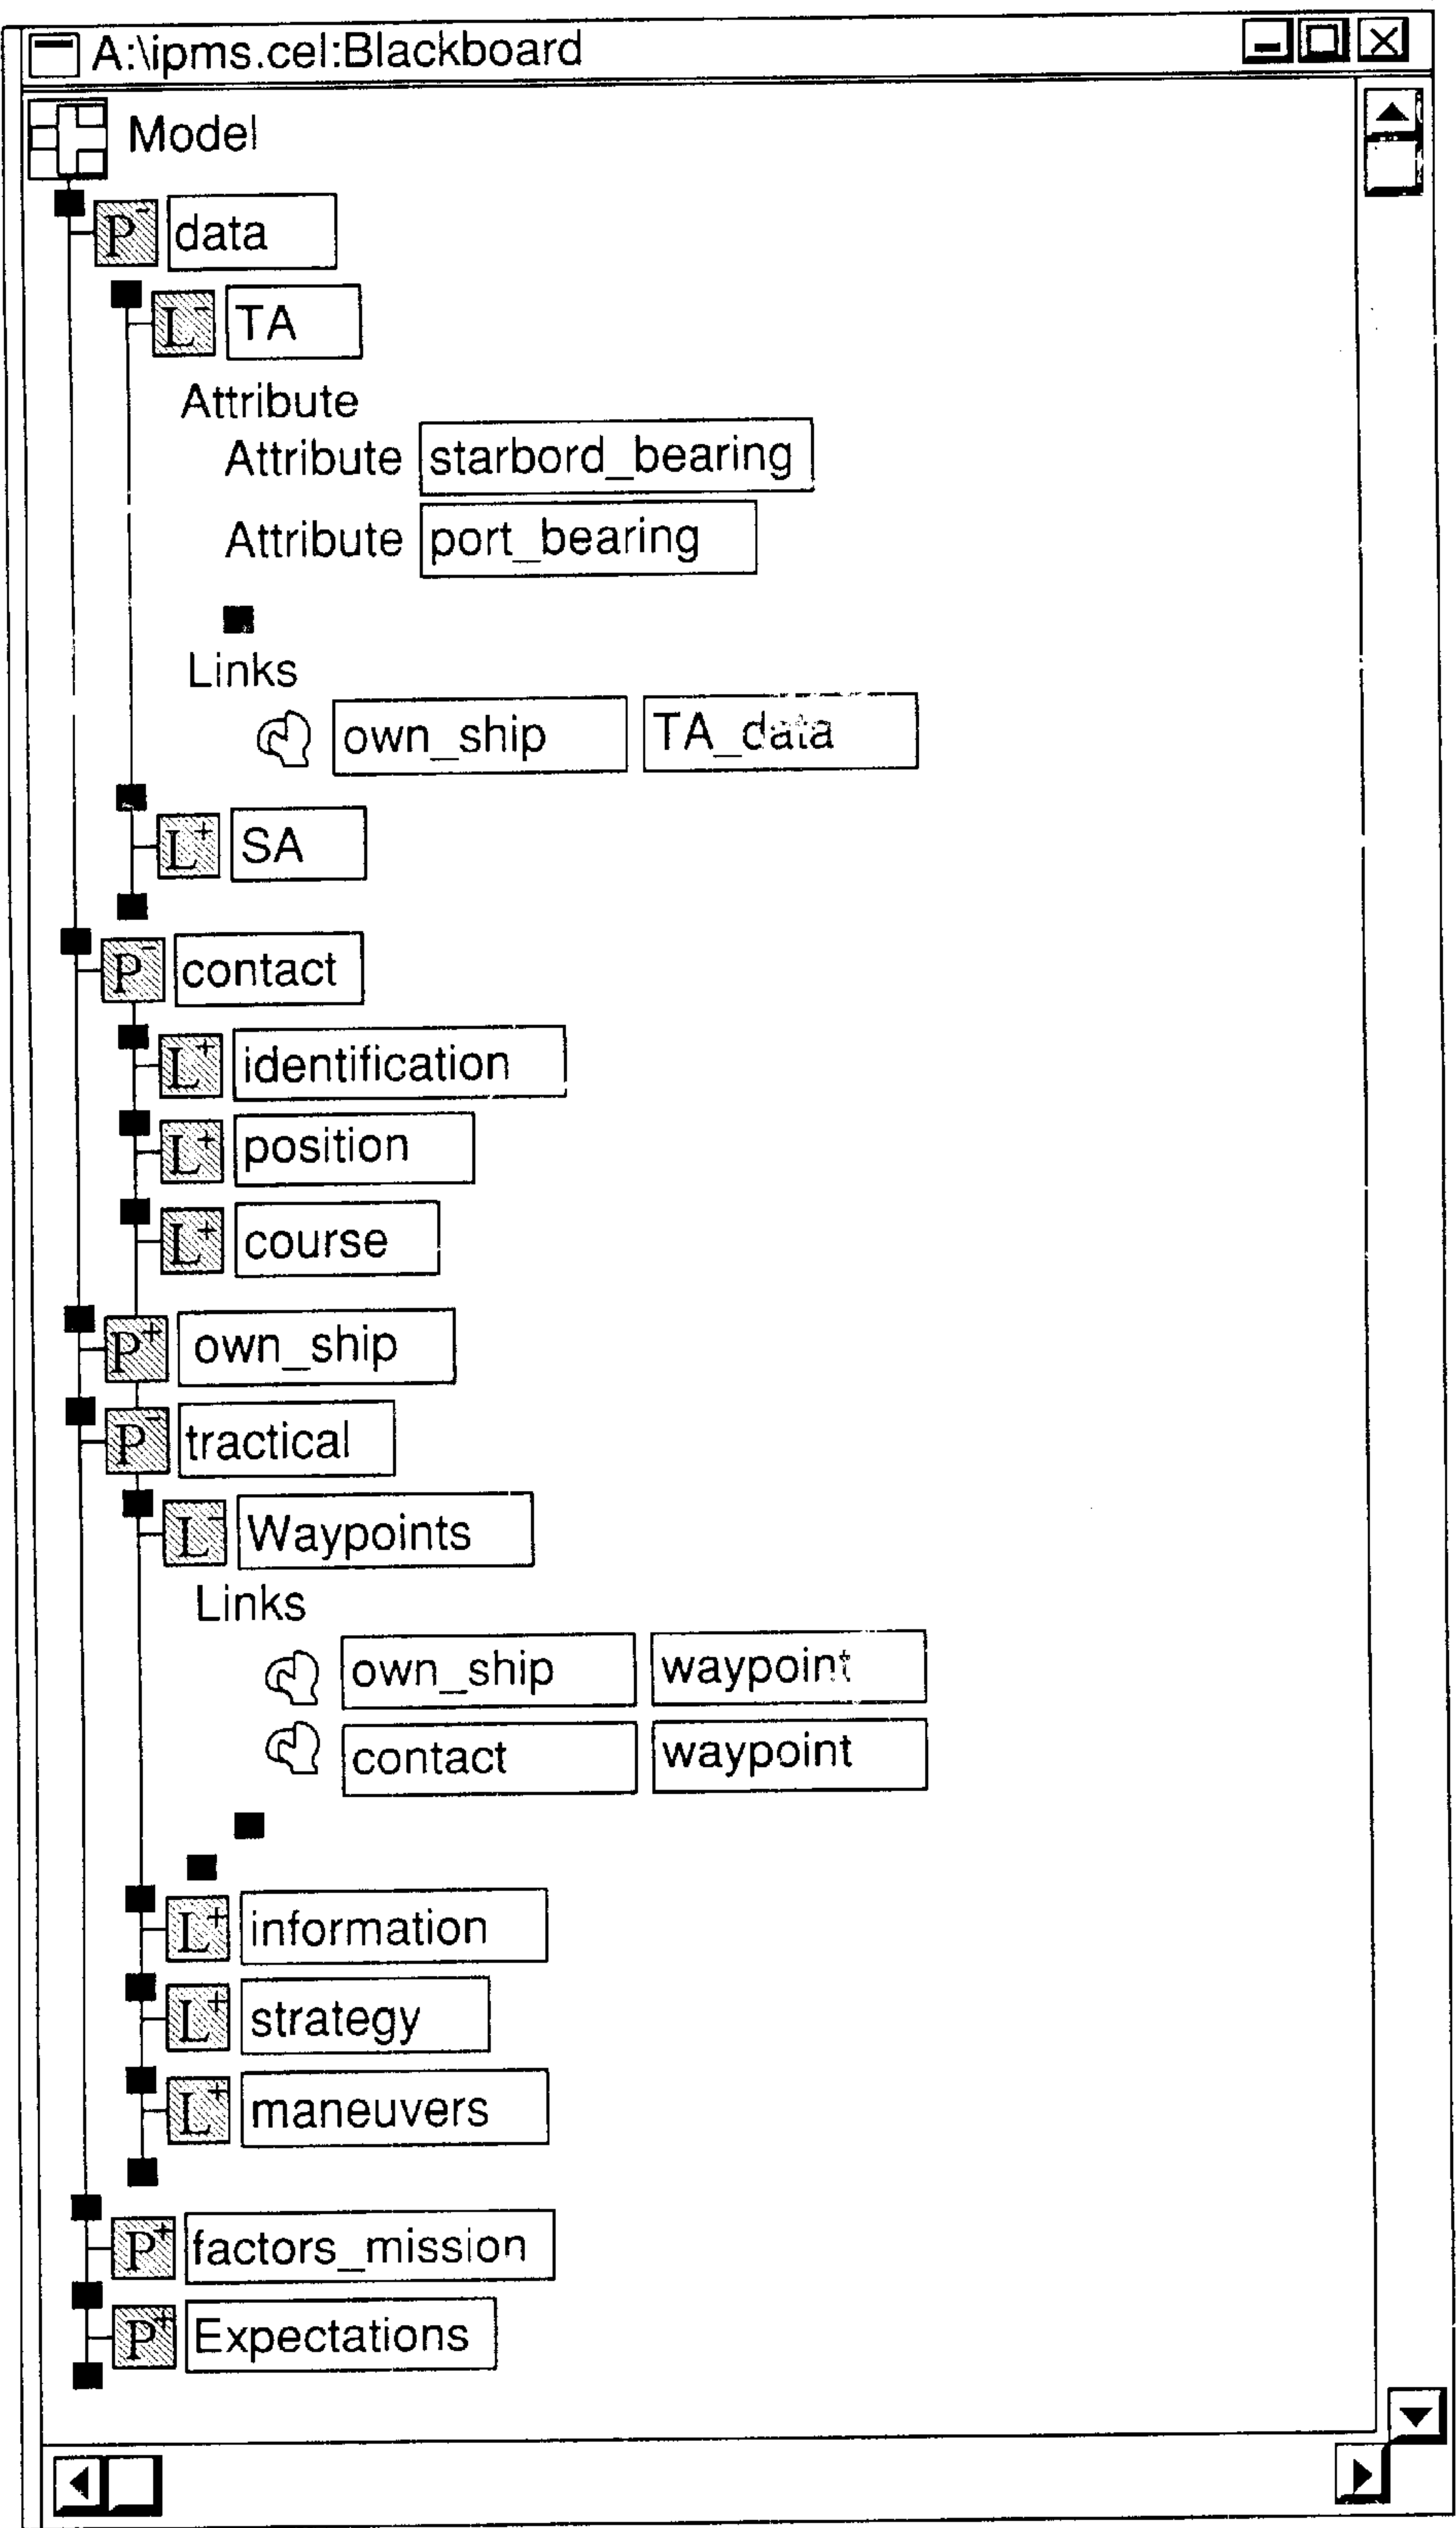 A:\ipms.cel:Blackboard
Model
P- data
L- TA
Attribute
Attribute starbord_bearing
Attribute port_bearing
Links
own_ship TA_data
L+ SA
P- contact
L+ identification
L+ position
L+ course
P+ own_ship
P- tractical
L- Waypoints
Links
own_ship waypoint
contact waypoint
L+ information
L+ strategy
L+ maneuvers
P+ factors_mission
P+ Expectations